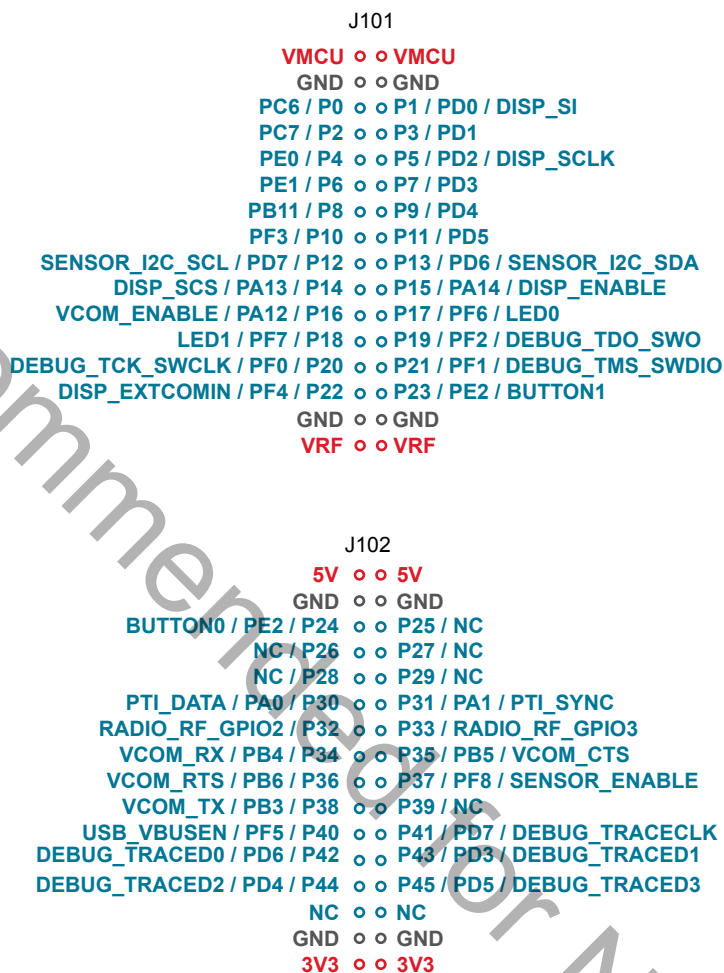 J101
VMCU VMCU
GND GND
PC6 / P0 P1 / PD0 / DISP_SI
PC7 / P2 P3 / PD1
PE0 / P4 P5 / PD2 / DISP_SCLK
PE1 / P6 P7 / PD3
PB11 / P8 P9 / PD4
PF3 / P10 P11 / PD5
SENSOR_I2C_SCL / PD7 / P12 P13 / PD6 / SENSOR_I2C_SDA
DISP_SCS / PA13 / P14 P15 / PA14 / DISP_ENABLE
VCOM_ENABLE / PA12 / P16 P17 / PF6 / LED0
LED1 / PF7 / P18 P19 / PF2 / DEBUG_TDO_SWO
DEBUG_TCK_SWCLK / PF0 / P20 P21 / PF1 / DEBUG_TMS_SWDIO
DISP_EXTCOMIN / PF4 / P22 P23 / PE2 / BUTTON1
GND GND
VRF VRF
J102
5V 5V
GND GND
BUTTON0 / PE2 / P24 P25 / NC
NC / P26 P27 / NC
NC / P28 P29 / NC
PTI_DATA / PA0 / P30 P31 / PA1 / PTI_SYNC
RADIO_RF_GPIO2 / P32 P33 / RADIO_RF_GPIO3
VCOM_RX / PB4 / P34 P35 / PB5 / VCOM_CTS
VCOM_RTS / PB6 / P36 P37 / PF8 / SENSOR_ENABLE
VCOM_TX / PB3 / P38 P39 / NC
USB_VBUSEN / PF5 / P40 P41 / PD7 / DEBUG_TRACECLK
DEBUG_TRACED0 / PD6 / P42 P43 / PD3 / DEBUG_TRACED1
DEBUG_TRACED2 / PD4 / P44 P45 / PD5 / DEBUG_TRACED3
NC NC
GND GND
3V3 3V3
ommended for